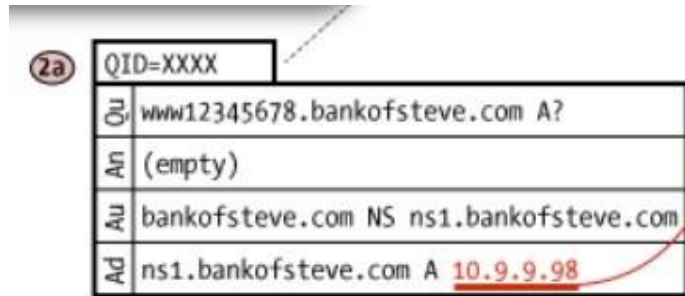 2a
QID=XXXX
Qu www12345678.bankofsteve.com A?
An (empty)
Au bankofsteve.com NS ns1.bankofsteve.com
Ad ns1.bankofsteve.com A 10.9.9.98